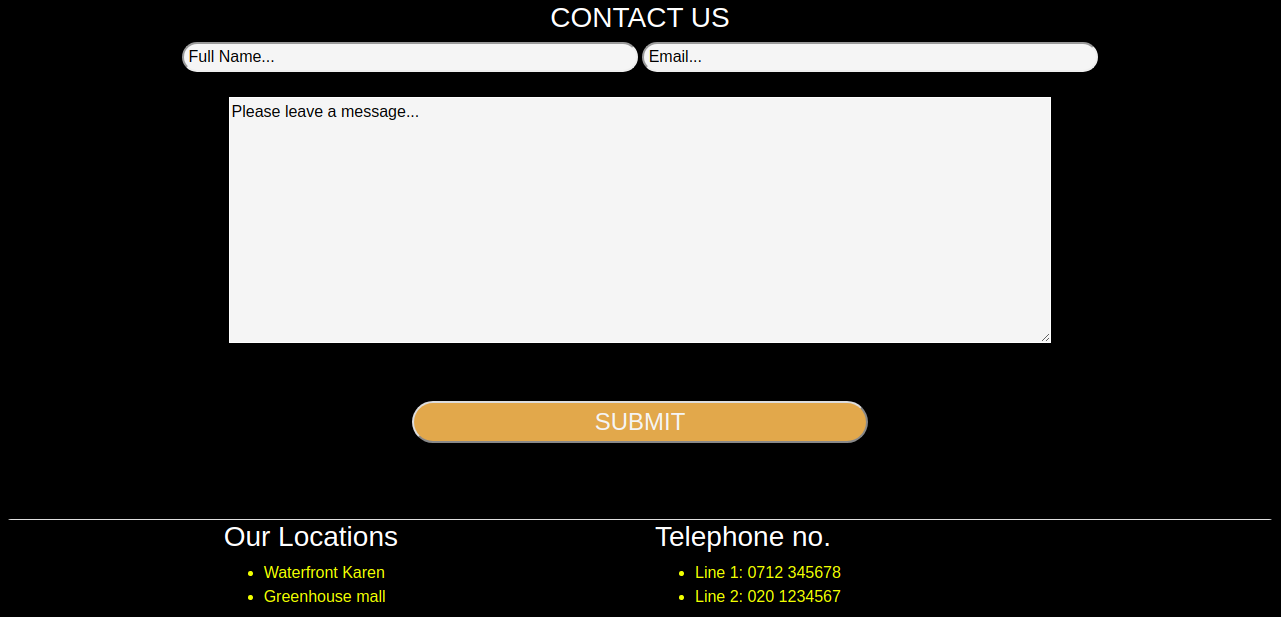 CONTACT US
Full Name... Email...
Please leave a message...
SUBMIT
Our Locations
Waterfront Karen
Greenhouse mall
Telephone no.
Line 1: 0712 345678
Line 2: 020 1234567